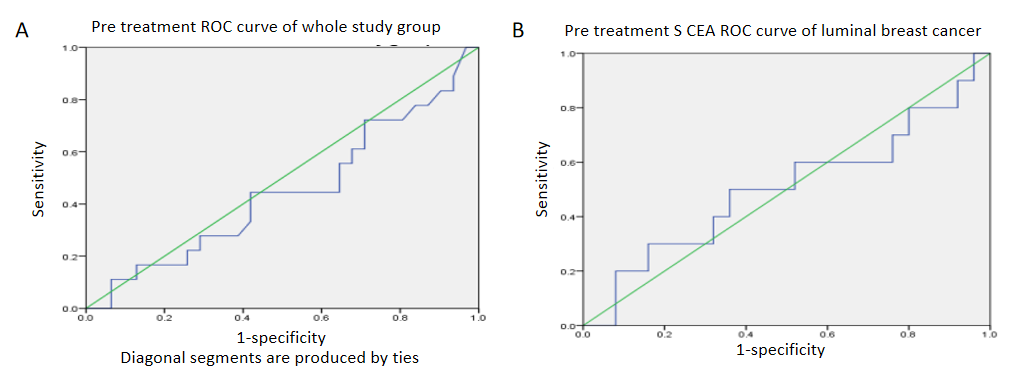 A
Pre treatment ROC curve of whole study group
1.0
0.8
0.6
0.4
0.2
0.0
Sensitivity
0.0 0.2 0.4 0.6 0.8 1.0
1-specificity
Diagonal segments are produced by ties
B
Pre treatment S CEA ROC curve of luminal breast cancer
1.0
0.8
0.6
0.4
0.2
0.0
Sensitivity
0.0 0.2 0.4 0.6 0.8 1.0
1-specificity